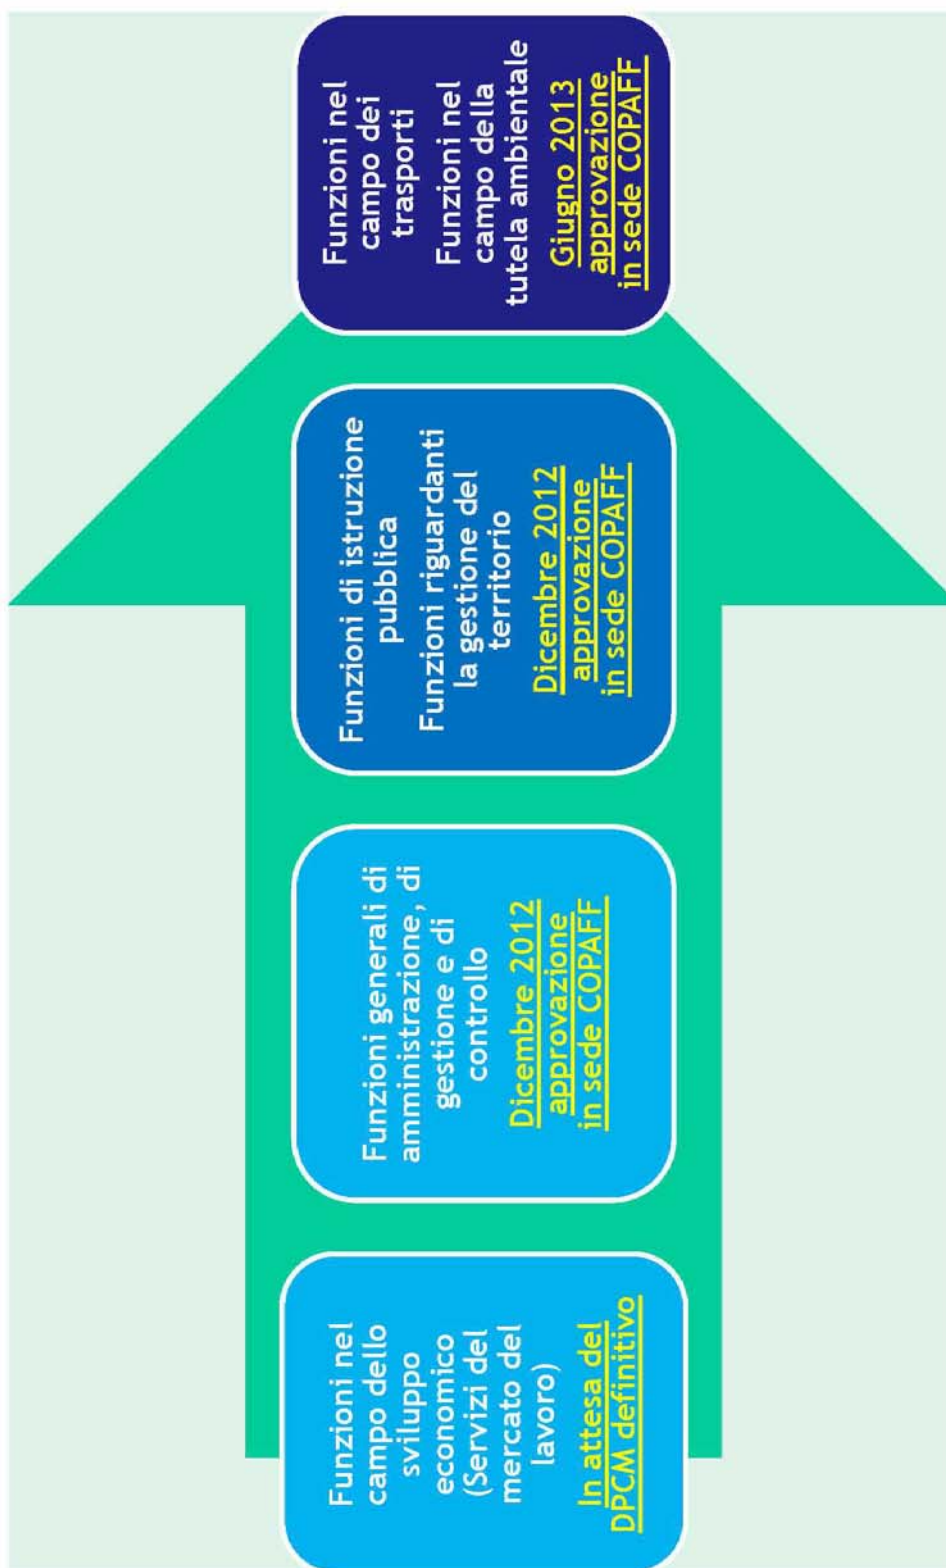 Funzioni nel
campo dello
sviluppo
economico
(Servizi del
mercato del
lavoro)
In attesa del
DPCM definitivo
Funzioni generali di
amministrazione, di
gestione e di
controllo
Dicembre 2012
approvazione
in sede COPAFF
Funzioni di istruzione
pubblica
Funzioni riguardanti
la gestione del
territorio
Dicembre 2012
approvazione
in sede COPAFF
Funzioni nel
campo dei
trasporti
Funzioni nel
campo della
tutela ambientale
Giugno 2013
approvazione
in sede COPAFF